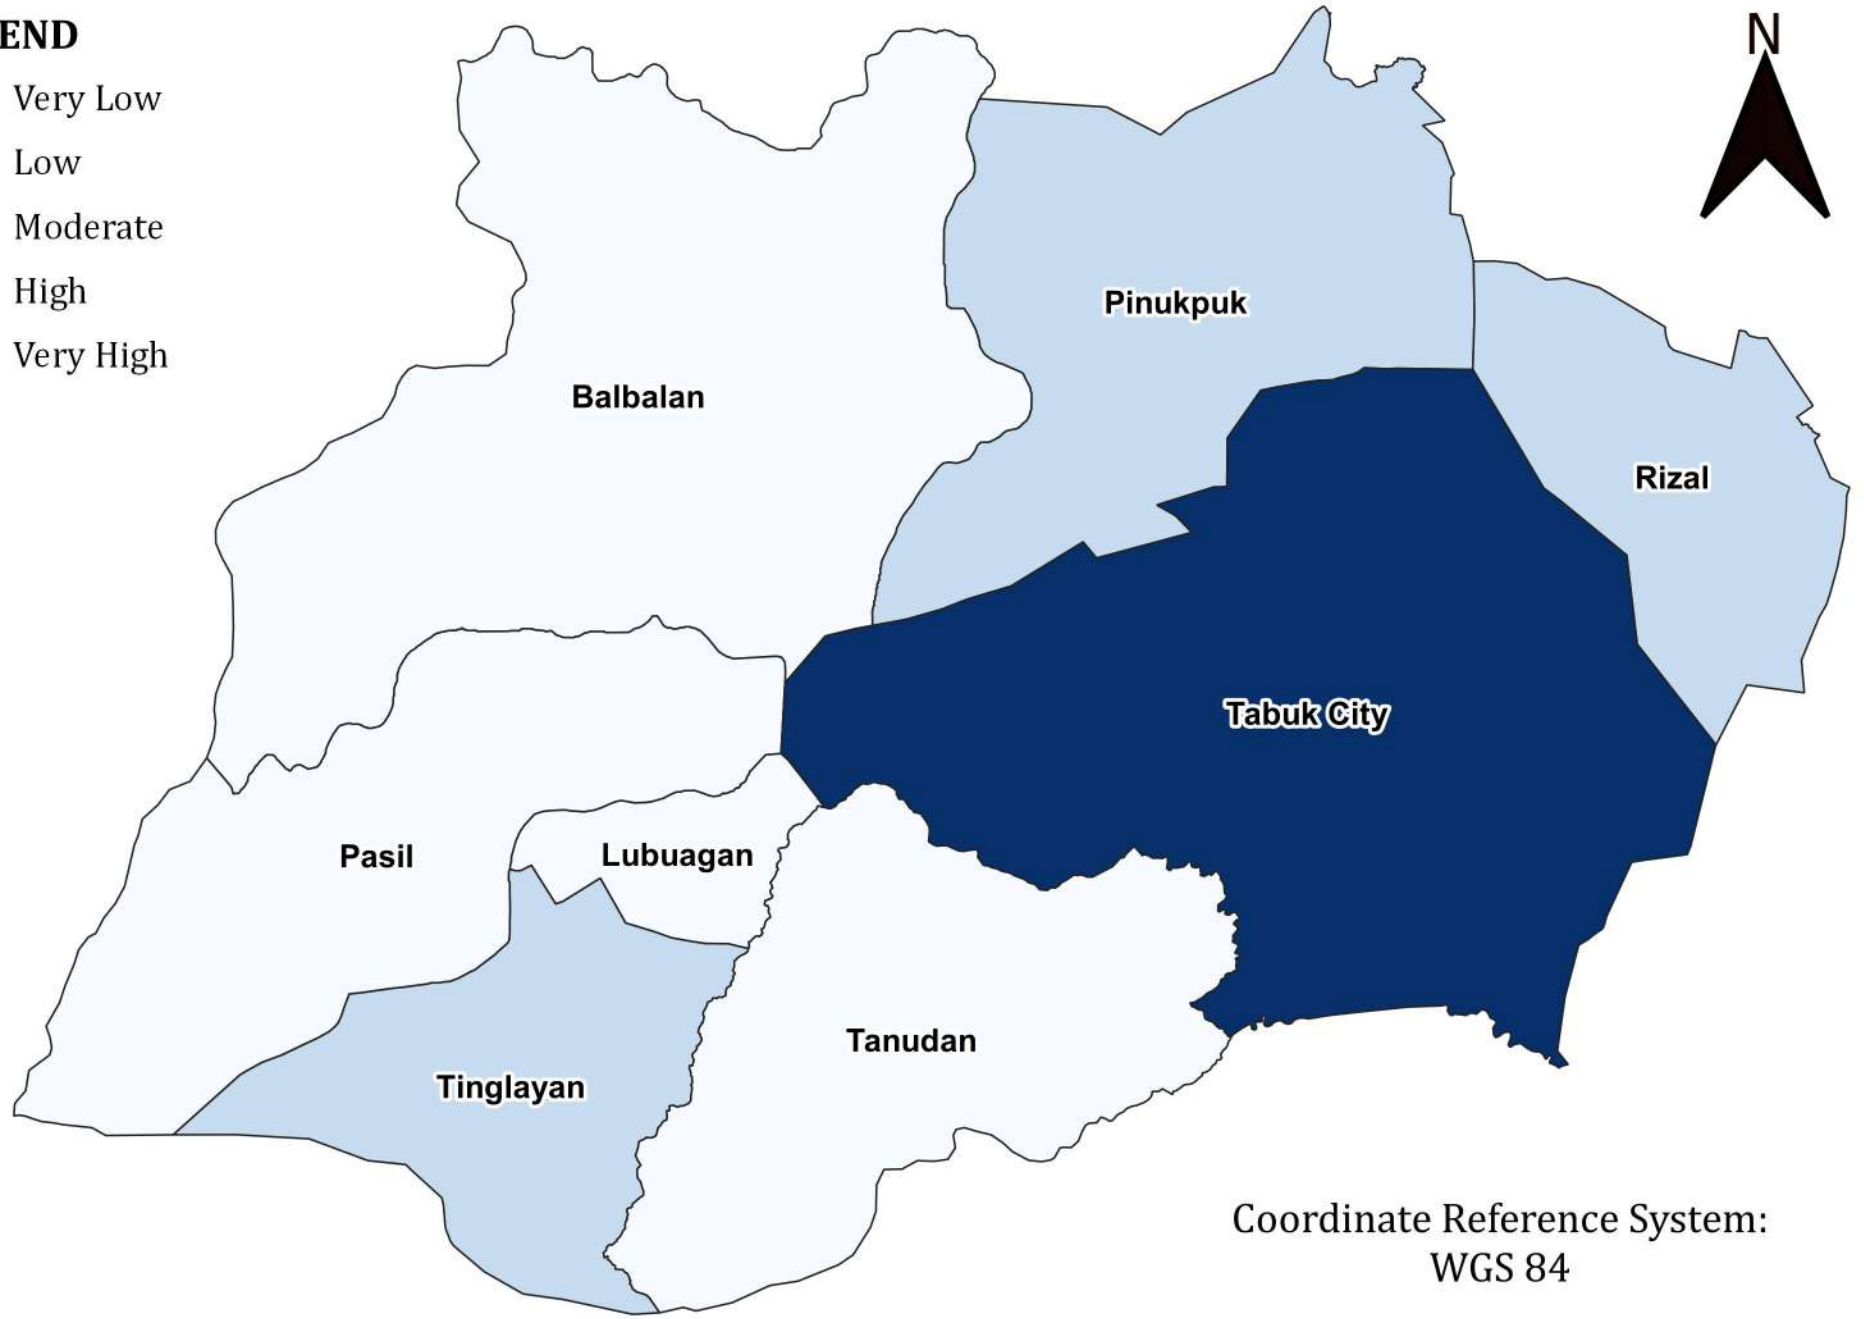 END
Very Low
Low
Moderate
High
Very High
N
Pinukpuk
Balbalan
Rizal
Tabuk City
Pasil
Lubuagan
Tanudan
Tinglayan
Coordinate Reference System:
WGS 84